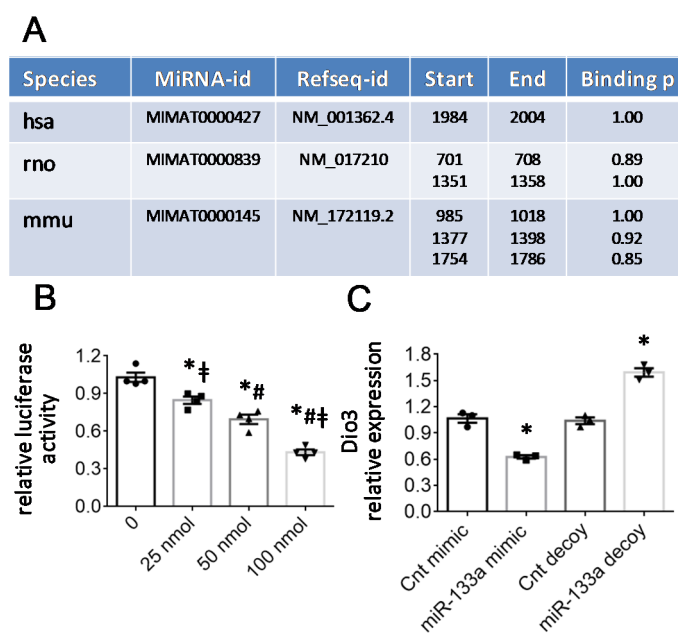 A
Species MiRNA-id Refseq-id Start End Binding p
hsa MIMAT0000427 NM_001362.4 1984 2004 1.00
rno MIMAT0000839 NM_017210 701 708 0.89
1351 1358 1.00
mmu MIMAT0000145 NM_172119.2 985 1018 1.00
1377 1398 0.92
1754 1786 0.85
B
relative luciferase
activity
1.2
0.9
0.6
0.3
0.0
*ǂ
*#
*#ǂ
0
25 nmol
50 nmol
100 nmol
C
Dio3
relative expression
1.8
1.5
1.2
0.9
0.6
0.3
0.0
*
*
Cnt mimic
miR-133a mimic
Cnt decoy
miR-133a decoy